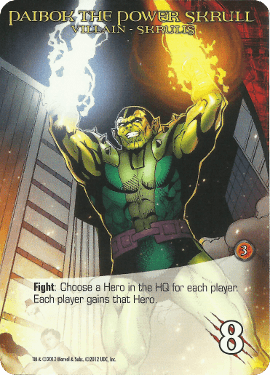 PAIBOK THE POWER SKRULL
VILLAIN - SKRULLS
3
Fight: Choose a Hero in the HQ for each player.
Each player gains that Hero.
8
TM & ©2012 Marvel & Subs. ©2012 UDC, Inc.